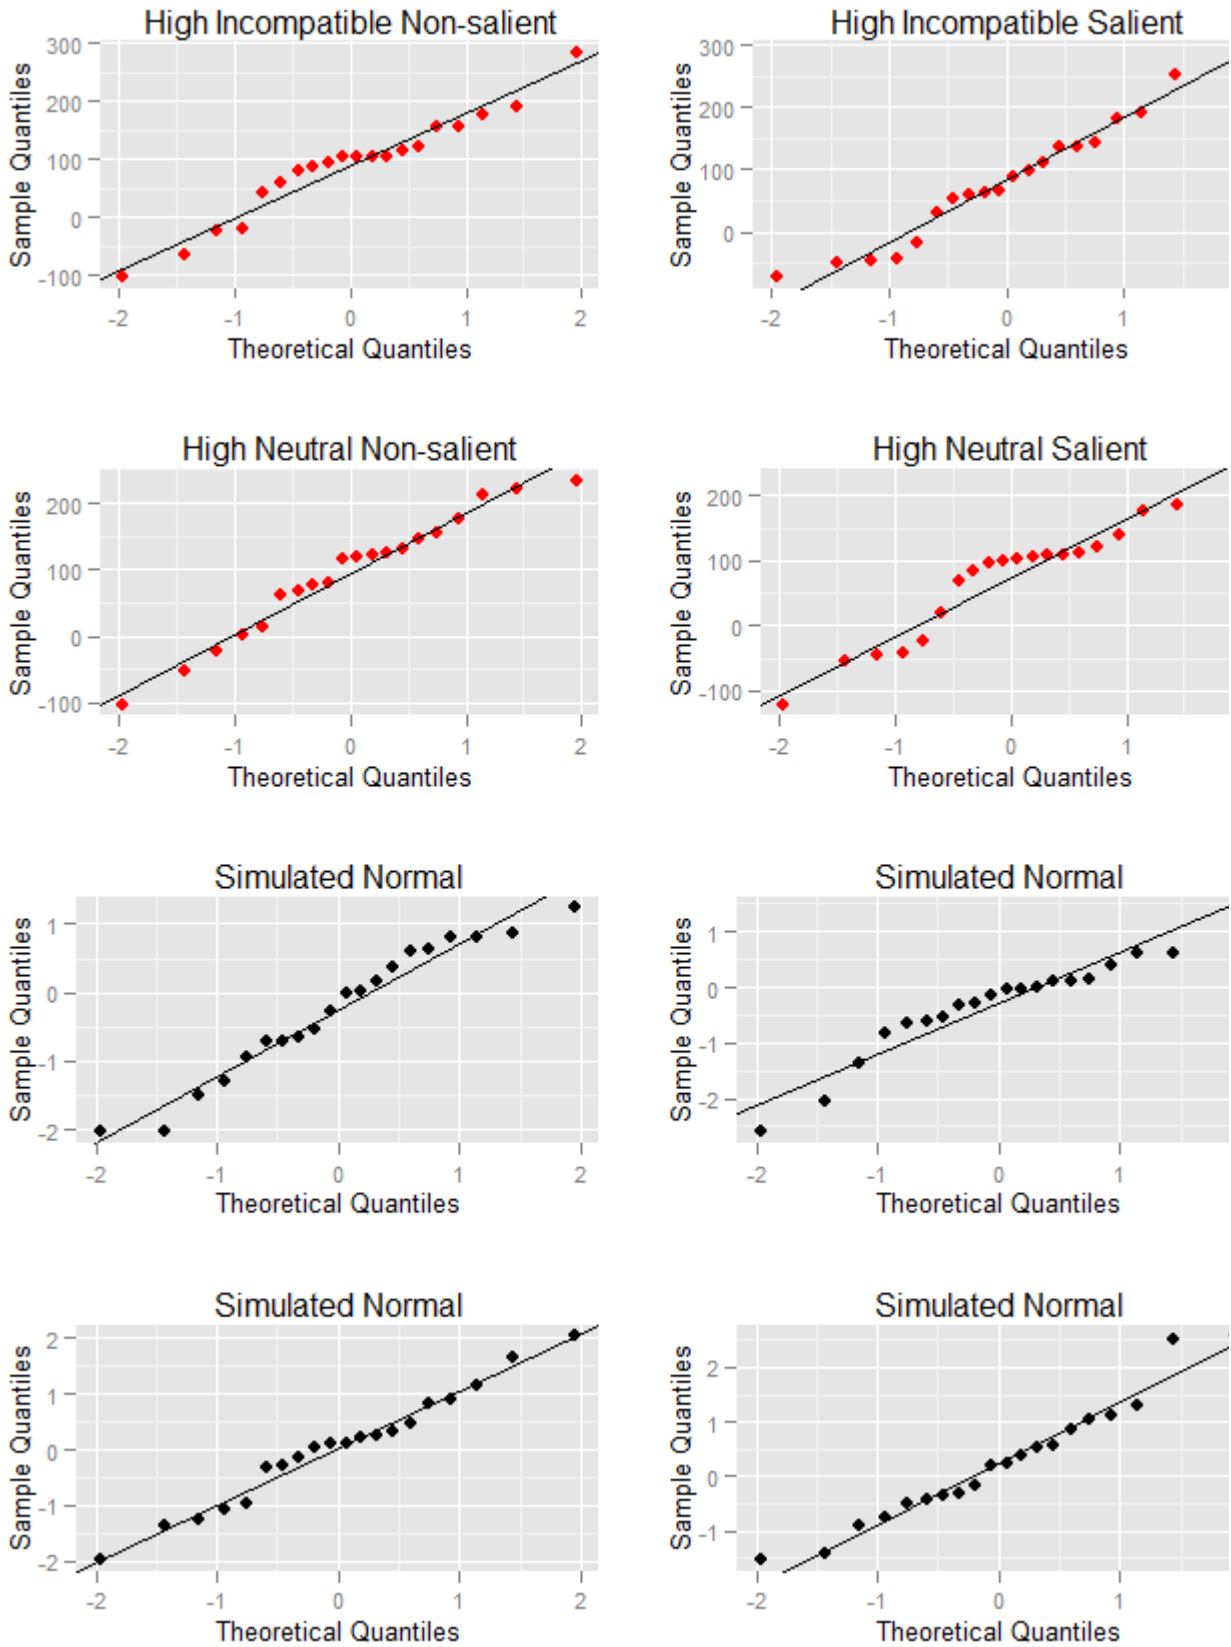 High Incompatible Non-salient
300
200
100
0
-100
Sample Quantiles
-2 -1 0 1 2
Theoretical Quantiles
High Incompatible Salient
300
200
100
0
Sample Quantiles
-2 -1 0 1
Theoretical Quantiles
High Neutral Non-salient
200
100
0
-100
Sample Quantiles
-2 -1 0 1 2
Theoretical Quantiles
High Neutral Salient
200
100
0
-100
Sample Quantiles
-2 -1 0 1
Theoretical Quantiles
Simulated Normal
1
0
-1
-2
Sample Quantiles
-2 -1 0 1 2
Theoretical Quantiles
Simulated Normal
1
0
-1
-2
Sample Quantiles
-2 -1 0 1
Theoretical Quantiles
Simulated Normal
2
1
0
-1
-2
Sample Quantiles
-2 -1 0 1 2
Theoretical Quantiles
Simulated Normal
2
1
0
-1
Sample Quantiles
-2 -1 0 1
Theoretical Quantiles